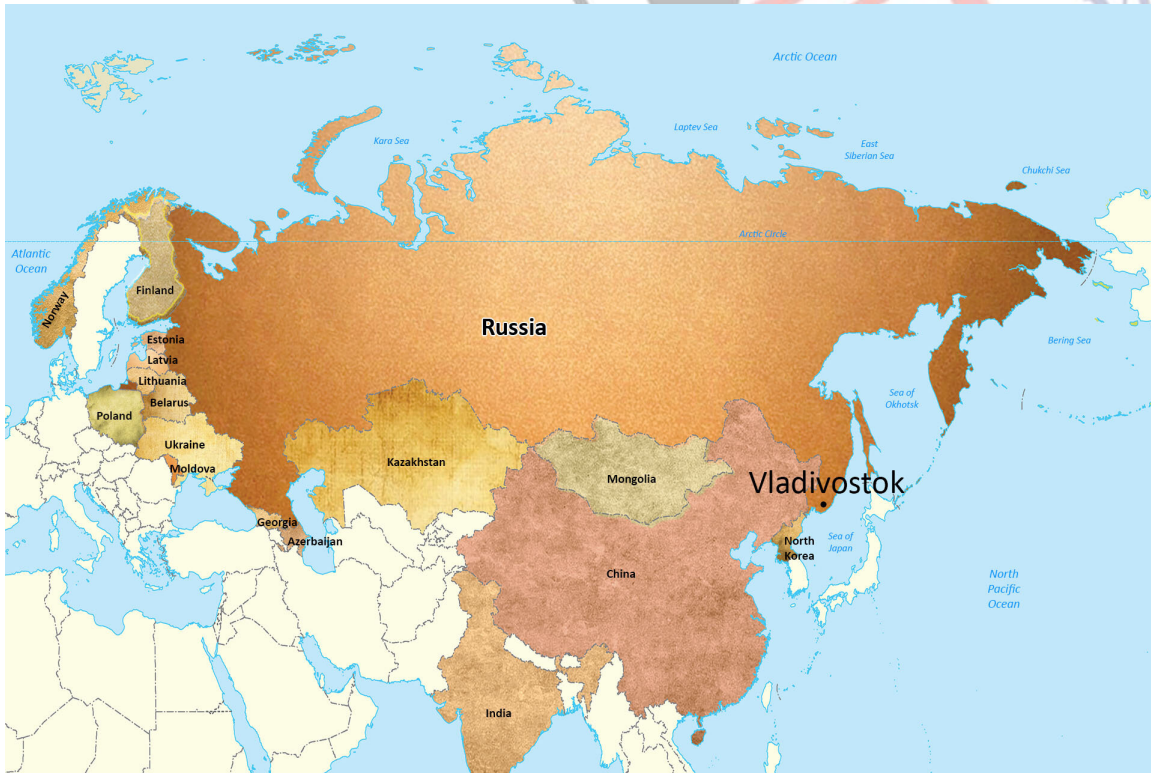 Arctic Ocean
Laptev Sea
Kara Sea
East
Siberian Sea
Chukchi Sea
Arctic Circle
Atlantic
Ocean
Finland
Norway
Russia
Estonia
Latvia
Lithuania
Belarus
Poland
Ukraine
Moldova
Kazakhstan
Mongolia
Bering Sea
Sea of
Okhotsk
Vladivostok
Georgia
Azerbaijan
North
Korea
Sea of
Japan
China
North
Pacific
Ocean
India